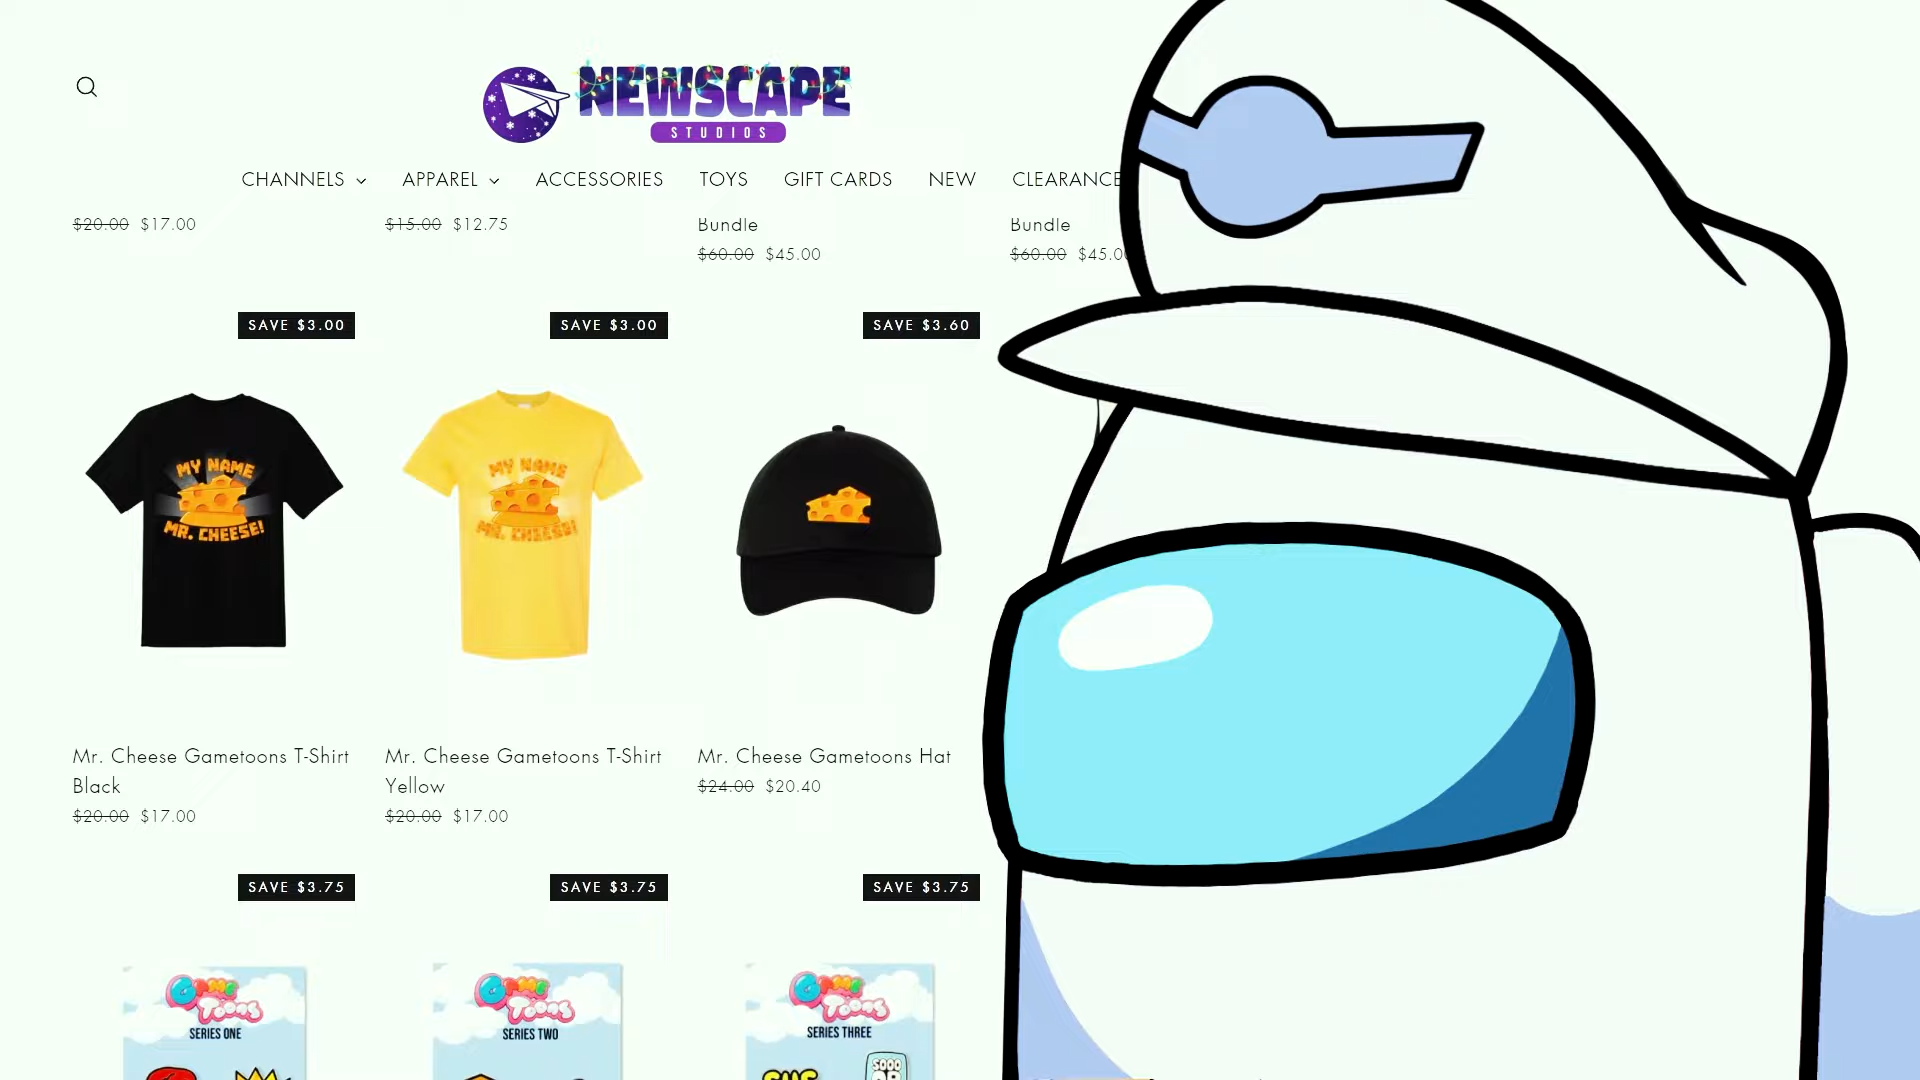 NEWSCAPE
STUDIOS
CHANNELS APPAREL ACCESSORIES TOYS GIFT CARDS NEW CLEARANCE
$20.00 $17.00
$15.00 $12.75
Bundle
$60.00 $45.00
Bundle
$60.00 $45.00
SAVE $3.00
SAVE $3.00
SAVE $3.60
MY NAME
MR. CHEESE!
MY NAME
MR. CHEESE!
Mr. Cheese Gametoons T-Shirt
Black
$20.00 $17.00
Mr. Cheese Gametoons T-Shirt
Yellow
$20.00 $17.00
Mr. Cheese Gametoons Hat
$24.00 $20.40
SAVE $3.75
SAVE $3.75
SAVE $3.75
GAME
TOONS
SERIES ONE
GAME
TOONS
SERIES TWO
GAME
TOONS
SERIES THREE
SUS
SOOO